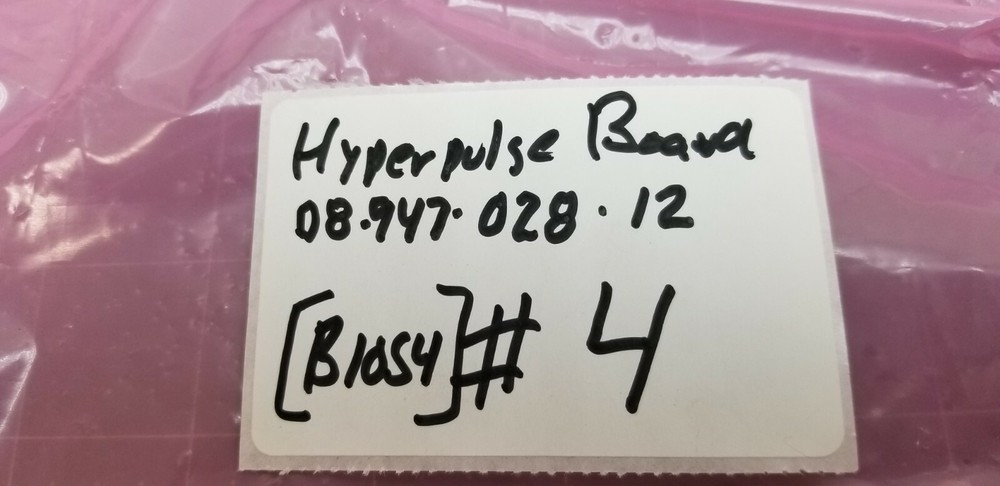 Hyperpulse Board
08.947.028.12
[B1054]# 4